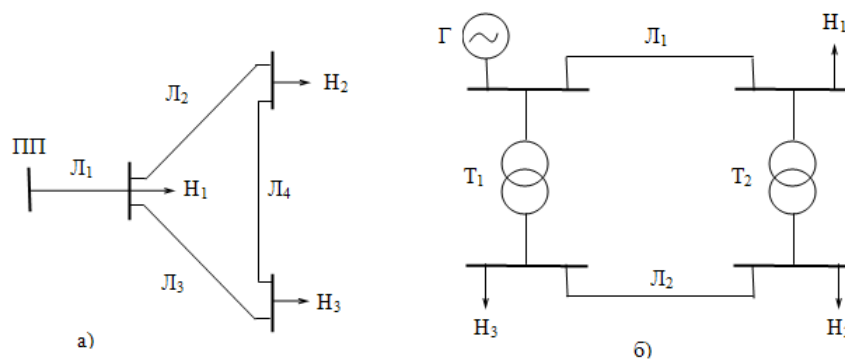 Л₂
Н₂
ПП
Л₁
Н₁
Л₄
Л₃
Н₃
а)
Г
Л₁
Н₁
Т₁
Т₂
Л₂
Н₃
б)